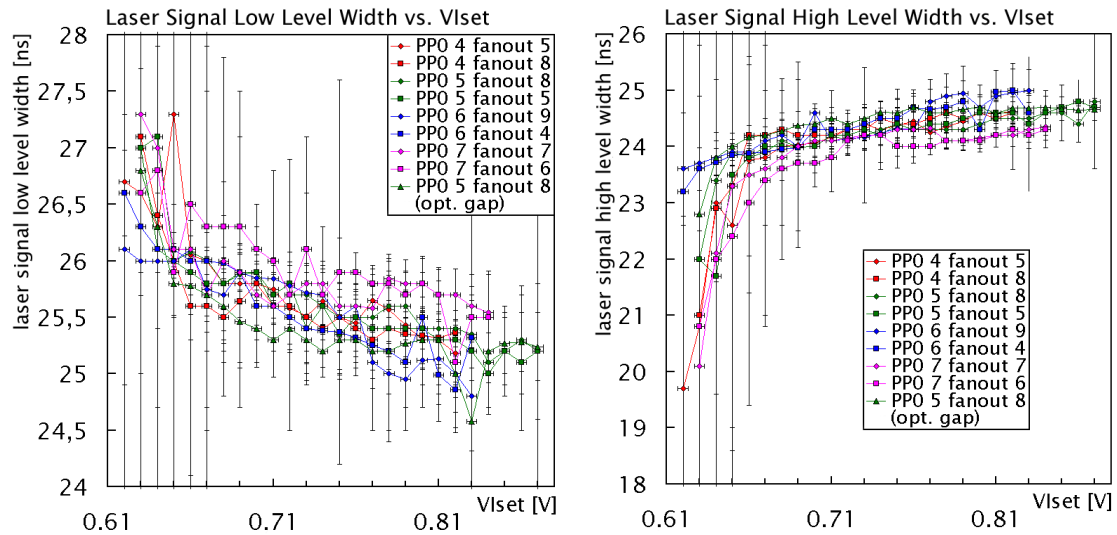 Laser Signal Low Level Width vs. VIset
laser signal low level width [ns]
28
27,5
27
26,5
26
25,5
25
24,5
24
PP0 4 fanout 5
PP0 4 fanout 8
PP0 5 fanout 8
PP0 5 fanout 5
PP0 6 fanout 9
PP0 6 fanout 4
PP0 7 fanout 7
PP0 7 fanout 6
PP0 5 fanout 8
(opt. gap)
VIset [V]
0.61
0.71
0.81
Laser Signal High Level Width vs. VIset
laser signal high level width [ns]
26
25
24
23
22
21
20
19
18
PP0 4 fanout 5
PP0 4 fanout 8
PP0 5 fanout 8
PP0 5 fanout 5
PP0 6 fanout 9
PP0 6 fanout 4
PP0 7 fanout 7
PP0 7 fanout 6
PP0 5 fanout 8
(opt. gap)
VIset [V]
0.61
0.71
0.81